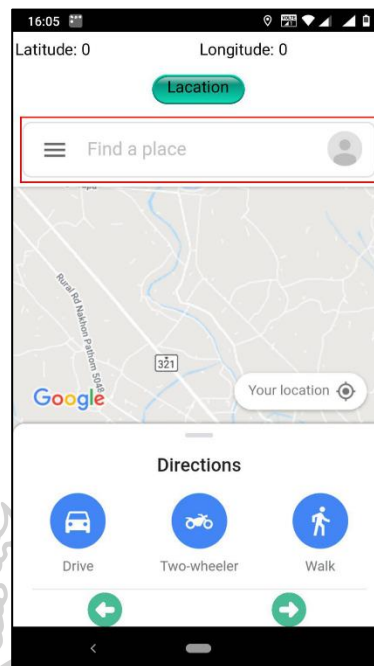 16:05
Latitude: 0 Longitude: 0
Lacation
Find a place
Rural Rd Nakhon Pathom 5048
321
Google
Your location
Directions
Drive Two-wheeler Walk